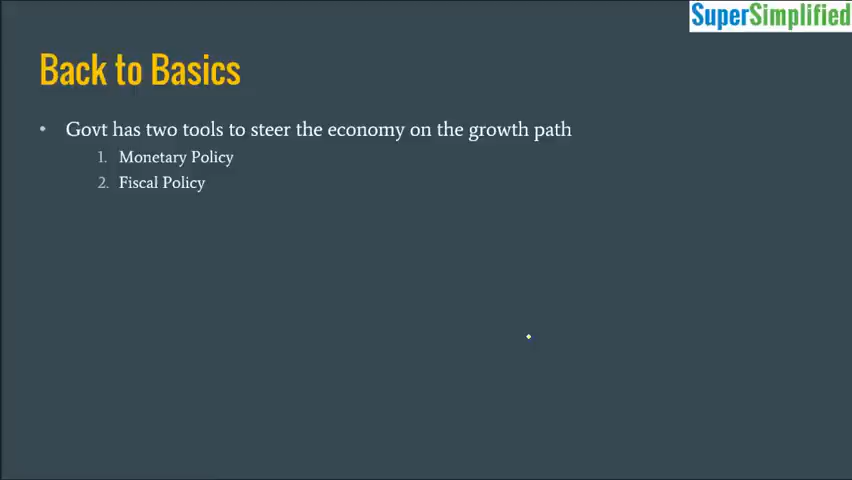 SuperSimplified
Back to Basics
• Govt has two tools to steer the economy on the growth path
1. Monetary Policy
2. Fiscal Policy